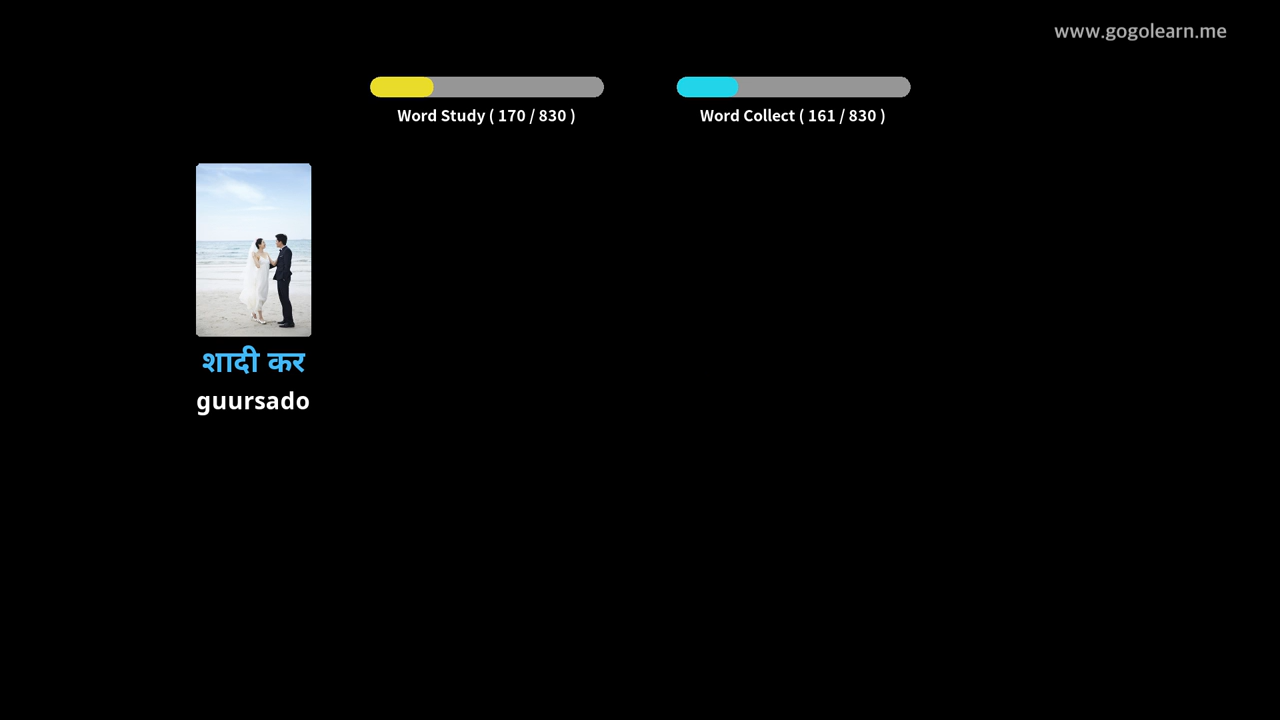 www.gogolearn.me
Word Study ( 170 / 830 )
Word Collect ( 161 / 830 )
शादी कर
guursado